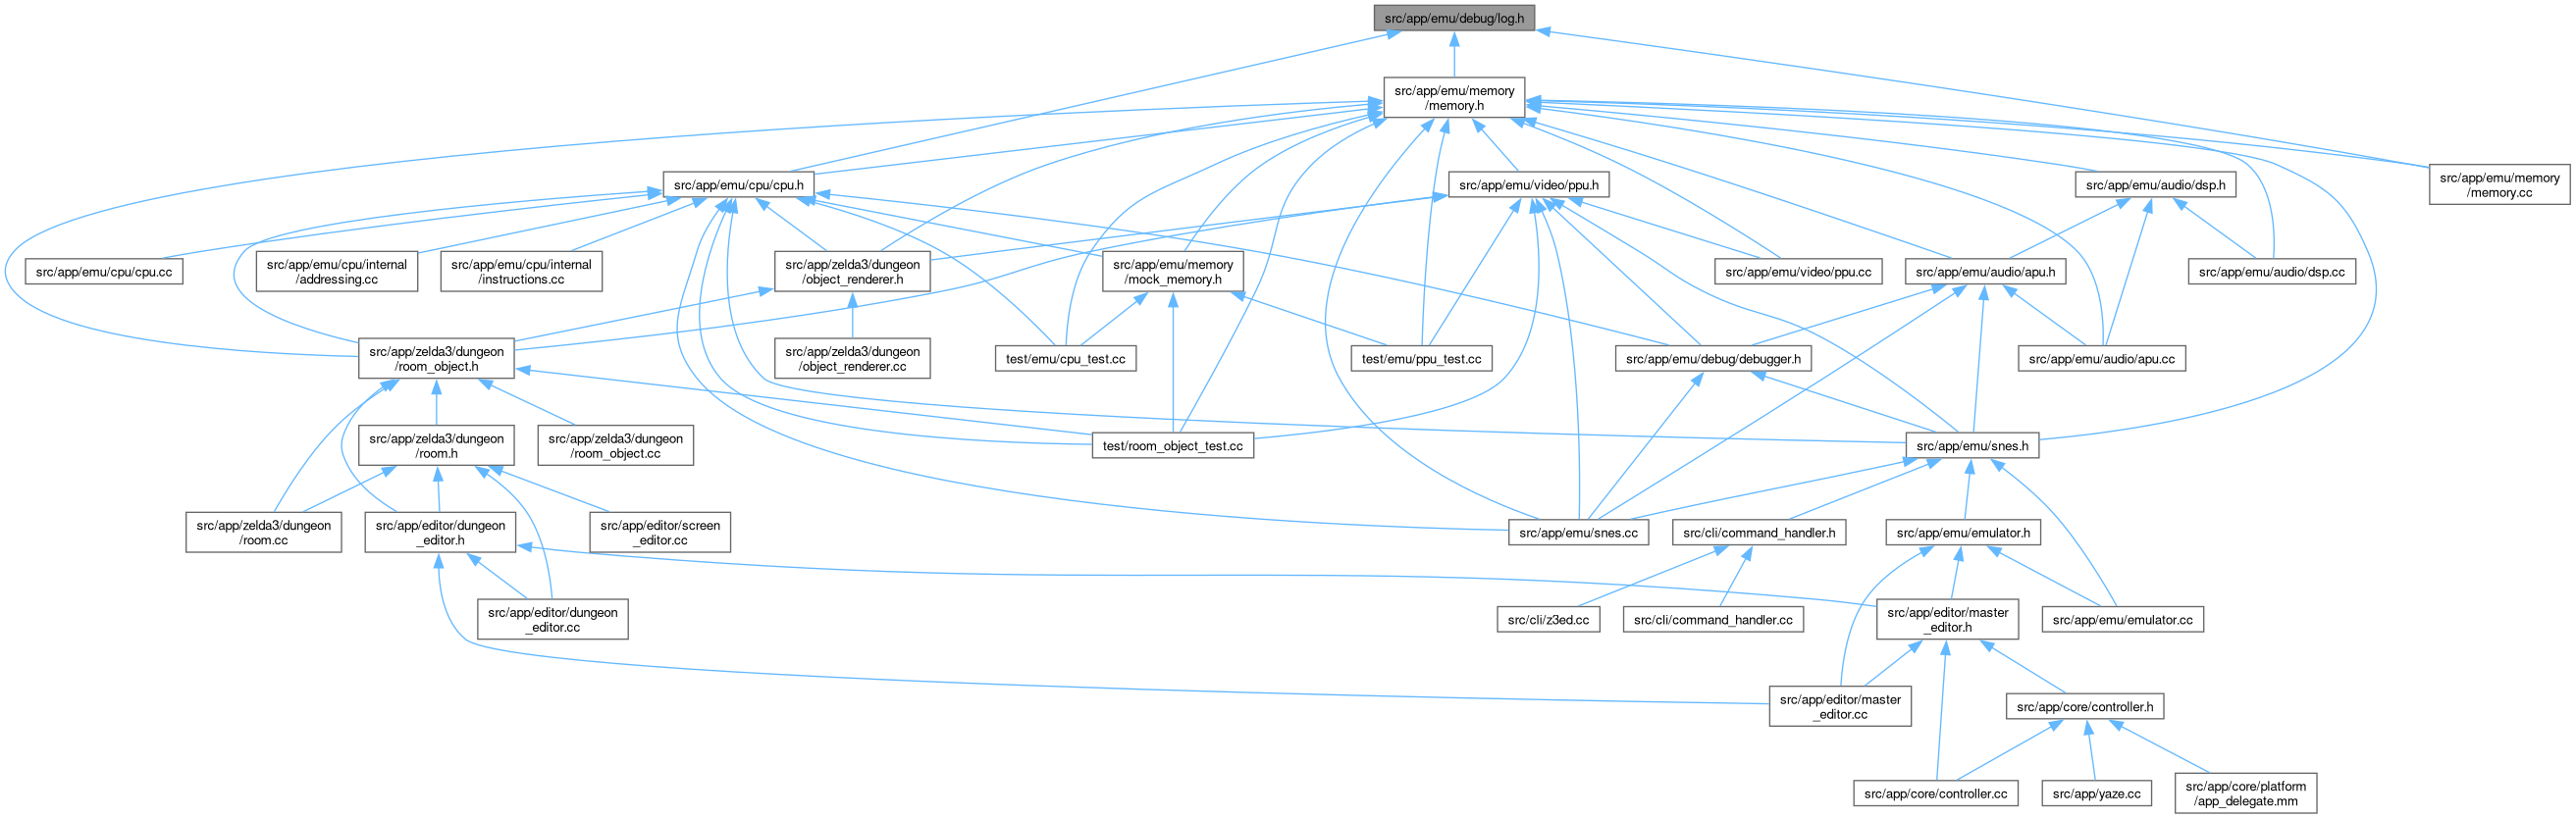 src/app/emu/debug/log.h
src/app/emu/memory
/memory.h
src/app/emu/cpu/cpu.h
src/app/emu/video/ppu.h
src/app/emu/audio/dsp.h
src/app/emu/memory
/memory.cc
src/app/emu/cpu/cpu.cc
src/app/emu/cpu/internal
/addressing.cc
src/app/emu/cpu/internal
/instructions.cc
src/app/zelda3/dungeon
/object_renderer.h
src/app/emu/memory
/mock_memory.h
src/app/emu/video/ppu.cc
src/app/emu/audio/apu.h
src/app/emu/audio/dsp.cc
src/app/zelda3/dungeon
/room_object.h
src/app/zelda3/dungeon
/object_renderer.cc
test/emu/cpu_test.cc
test/emu/ppu_test.cc
src/app/emu/debug/debugger.h
src/app/emu/audio/apu.cc
src/app/zelda3/dungeon
/room.h
src/app/zelda3/dungeon
/room_object.cc
test/room_object_test.cc
src/app/emu/snes.h
src/app/zelda3/dungeon
/room.cc
src/app/editor/dungeon
_editor.h
src/app/editor/screen
_editor.cc
src/app/emu/snes.cc
src/cli/command_handler.h
src/app/emu/emulator.h
src/app/editor/dungeon
_editor.cc
src/cli/z3ed.cc
src/cli/command_handler.cc
src/app/editor/master
_editor.h
src/app/emu/emulator.cc
src/app/editor/master
_editor.cc
src/app/core/controller.h
src/app/core/controller.cc
src/app/yaze.cc
src/app/core/platform
/app_delegate.mm